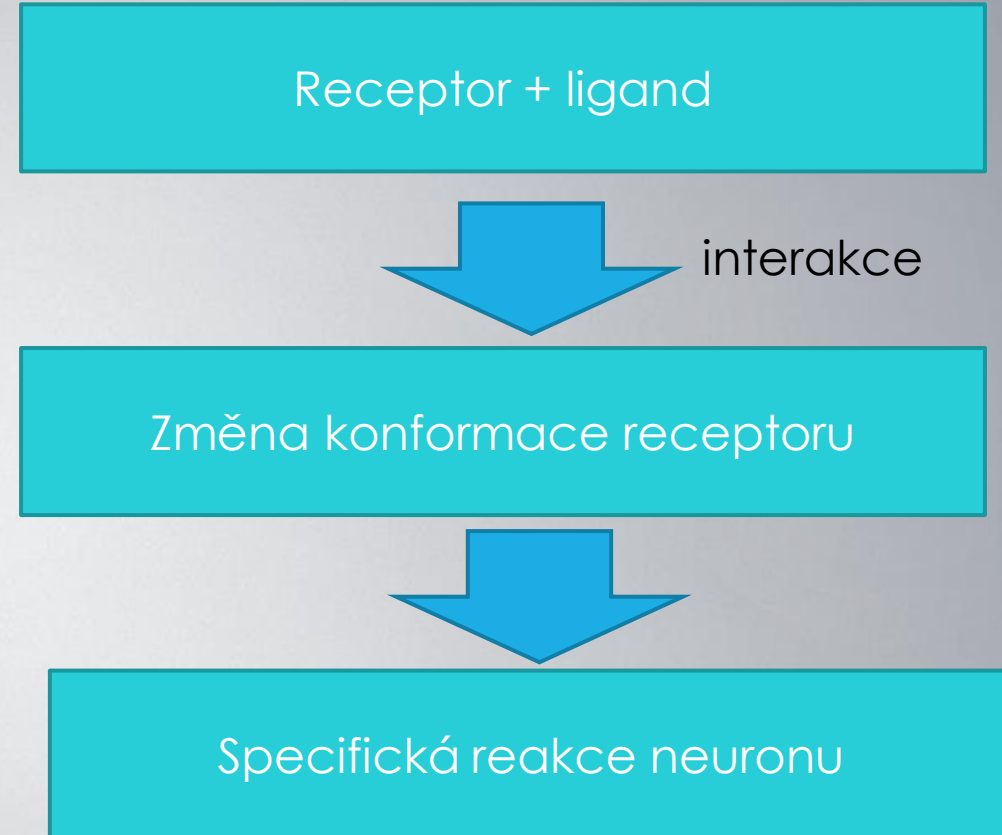 Receptor + ligand
interakce
Změna konformace receptoru
Specifická reakce neuronu